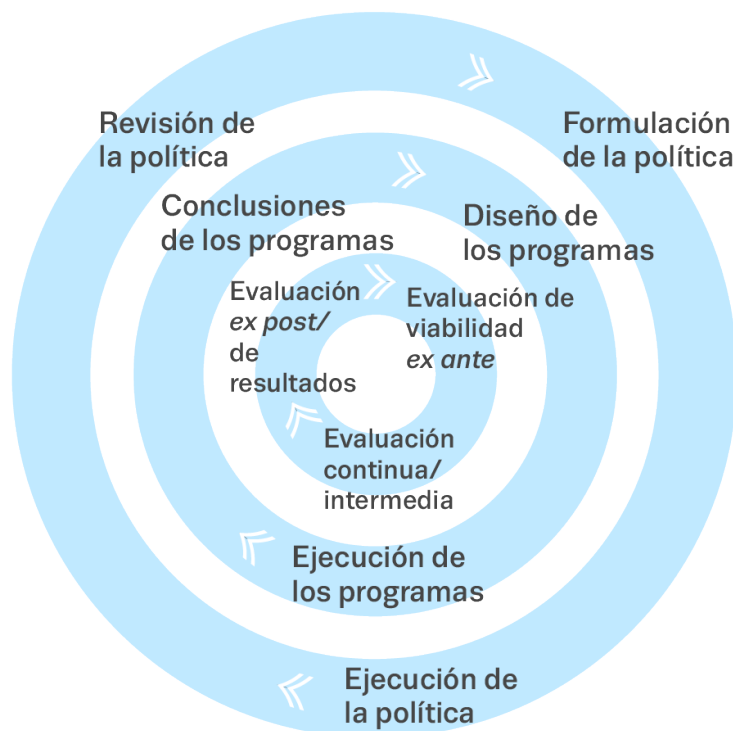 Revisión de
la política
Formulación
de la política
Conclusiones
de los programas
Diseño de
los programas
Evaluación
ex post/
de
resultados
Evaluación de
viabilidad
ex ante
Evaluación
continua/
intermedia
Ejecución de
los programas
Ejecución de
la política